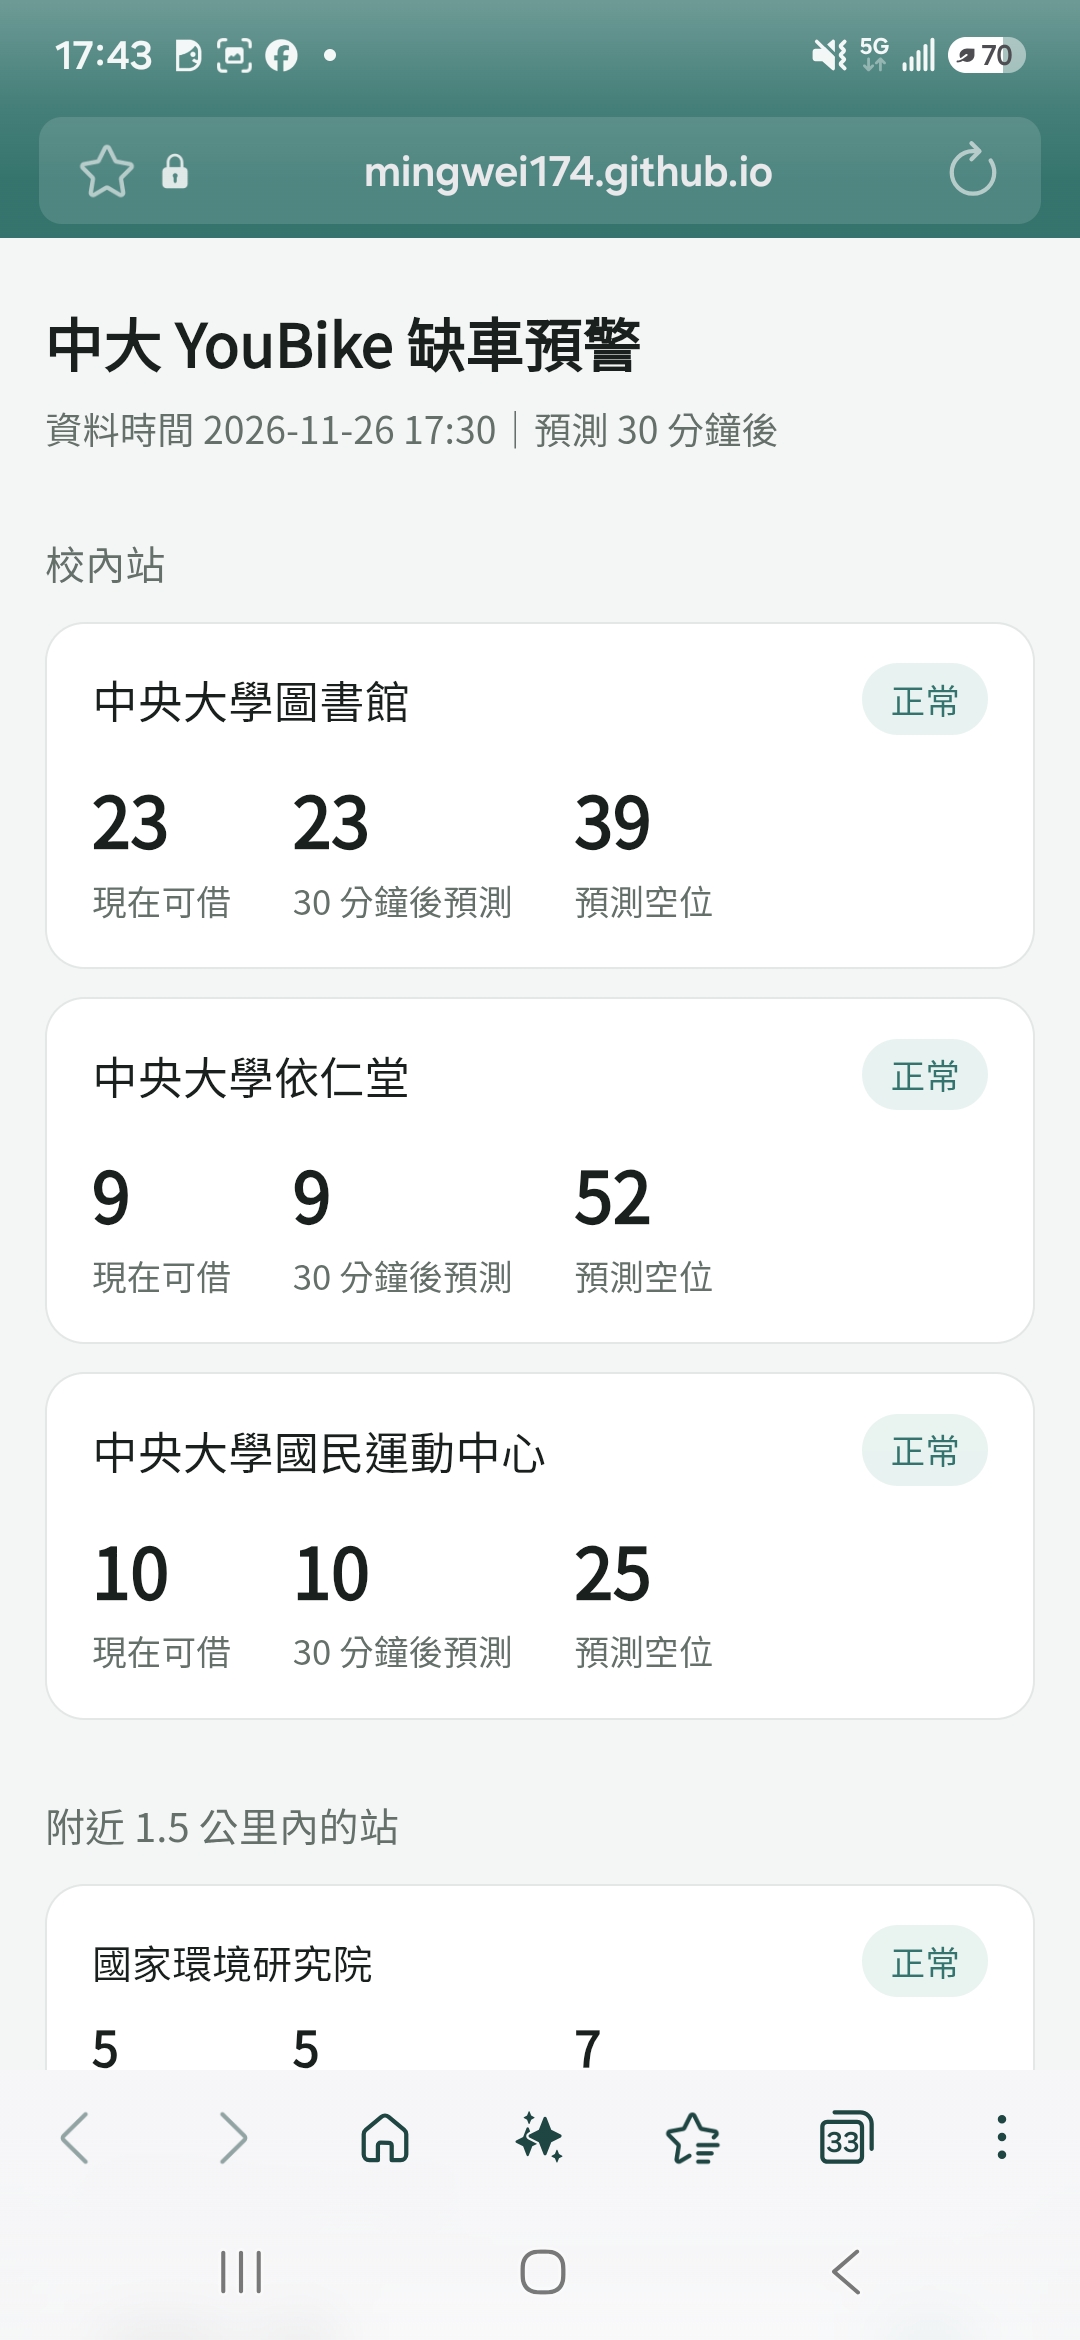 17:43
5G
70
mingwei174.github.io
中大 YouBike 缺車預警
資料時間 2026-11-26 17:30｜預測 30 分鐘後
校內站
中央大學圖書館 正常
23 23 39
現在可借 30 分鐘後預測 預測空位
中央大學依仁堂 正常
9 9 52
現在可借 30 分鐘後預測 預測空位
中央大學國民運動中心 正常
10 10 25
現在可借 30 分鐘後預測 預測空位
附近 1.5 公里內的站
國家環境研究院 正常
5 5 7
33